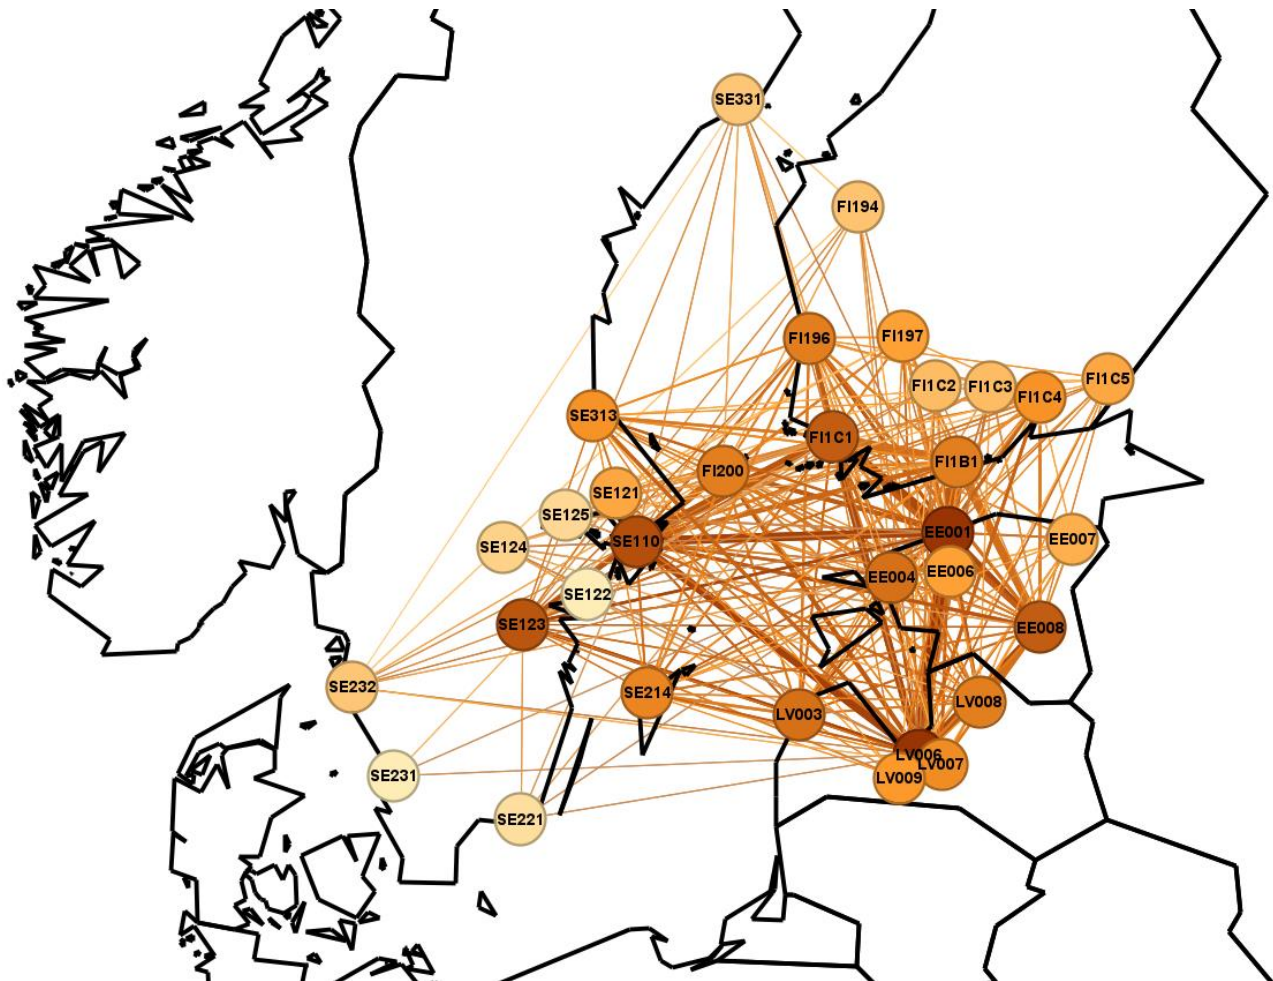 SE331
FI194
FI196
FI197
FI1C2
FI1C3
FI1C4
FI1C5
SE313
FI1C1
FI200
FI1B1
SE121
SE125
SE110
SE124
EE001
EE007
EE006
EE004
SE122
SE123
EE008
SE232
SE214
LV003
LV008
LV006
LV007
LV009
SE231
SE221